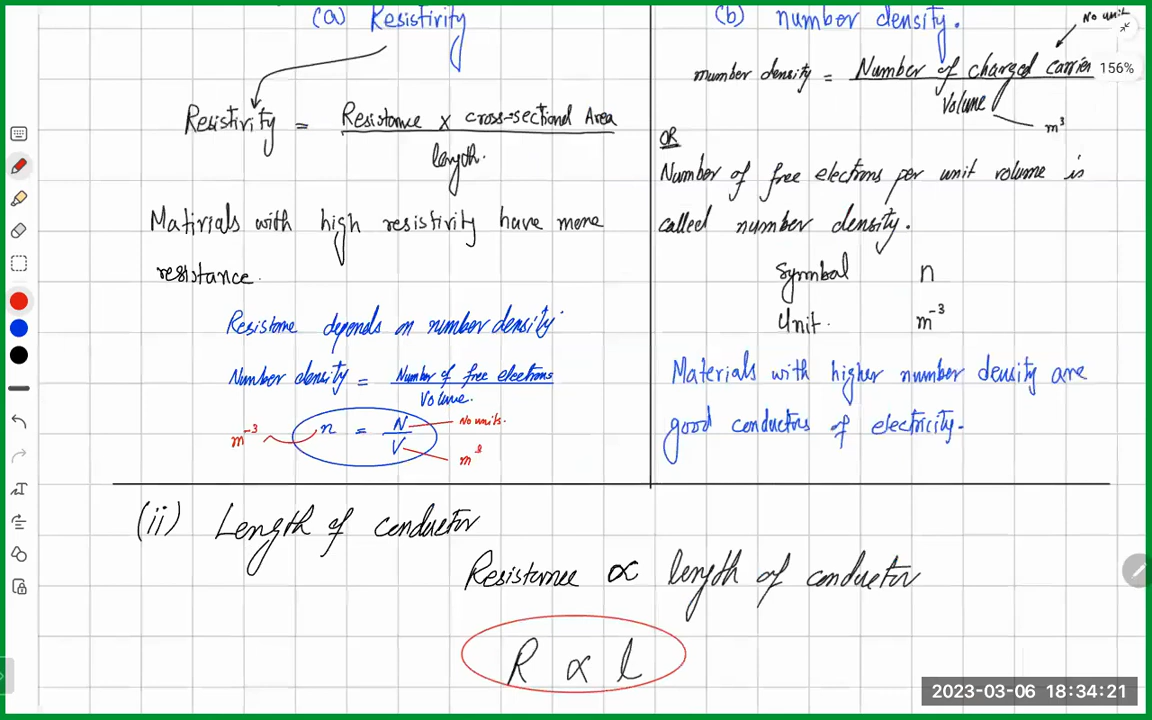 (a) Resistivity
Resistivity = Resistance x cross-sectional Area
length.
Matirials with high resistivity have more
resistance.
Resistance depends on number density
Number density = Number of free electrons
Volume.
n = N
V
No units.
m⁻³
m³
(b) number density.
No unit
156%
number density = Number of charged carrier
Volume
m³
OR
Number of free electrons per unit volume is
called number density.
Symbol n
Unit. m⁻³
Materials with higher number density are
good conductors of electricity.
(ii) Length of conductor
Resistance ∝ length of conductor
R ∝ l
2023-03-06 18:34:21